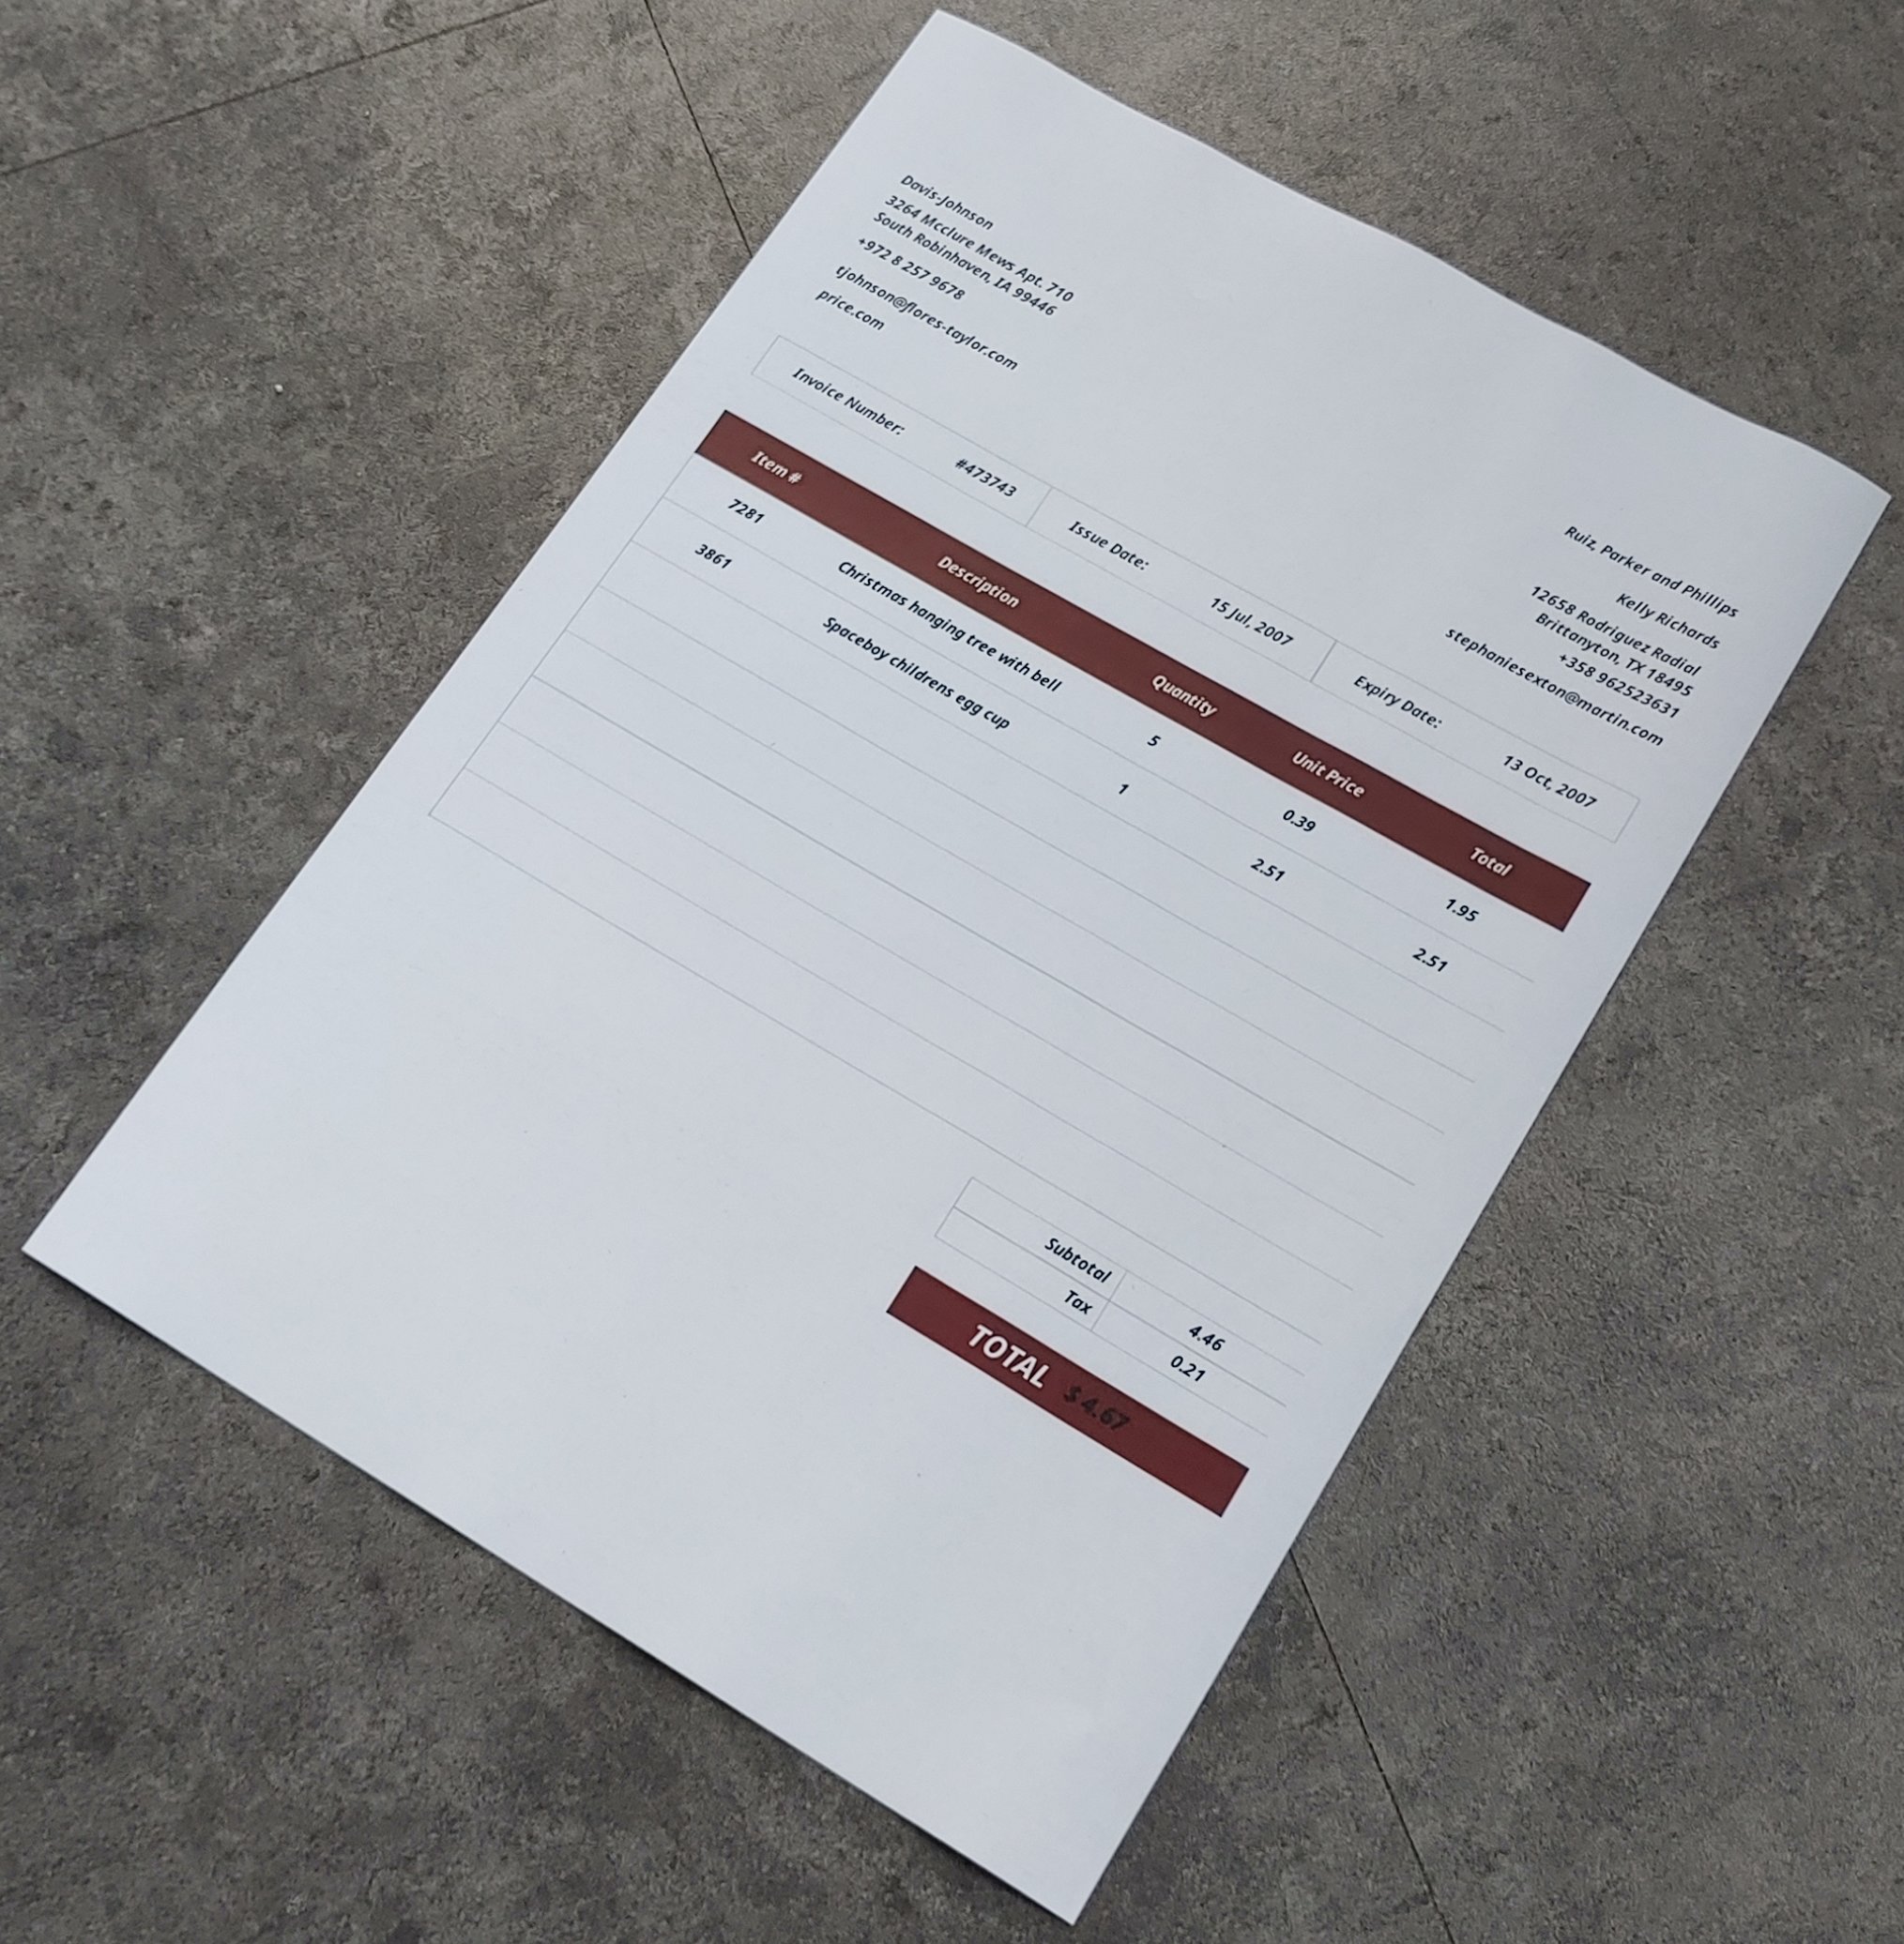 Davis-Johnson
3264 Mcclure Mews Apt. 710
South Robinhaven, IA 99446
+972 8 257 9678
tjohnson@flores-taylor.com
price.com
Ruiz, Parker and Phillips
Kelly Richards
12658 Rodriguez Radial
Brittanyton, TX 18495
+358 962523631
stephaniesexton@martin.com
Invoice Number: #473743 Issue Date: 15 Jul, 2007 Expiry Date: 13 Oct, 2007
Item # Description Quantity Unit Price Total
7281 Christmas hanging tree with bell 5 0.39 1.95
3861 Spaceboy childrens egg cup 1 2.51 2.51
Subtotal 4.46
Tax 0.21
TOTAL $ 4.67